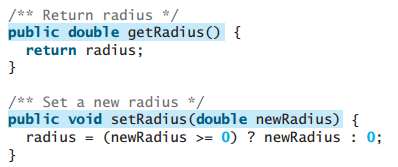 /** Return radius */
public double getRadius() {
  return radius;
}

/** Set a new radius */
public void setRadius(double newRadius) {
  radius = (newRadius >= 0) ? newRadius : 0;
}